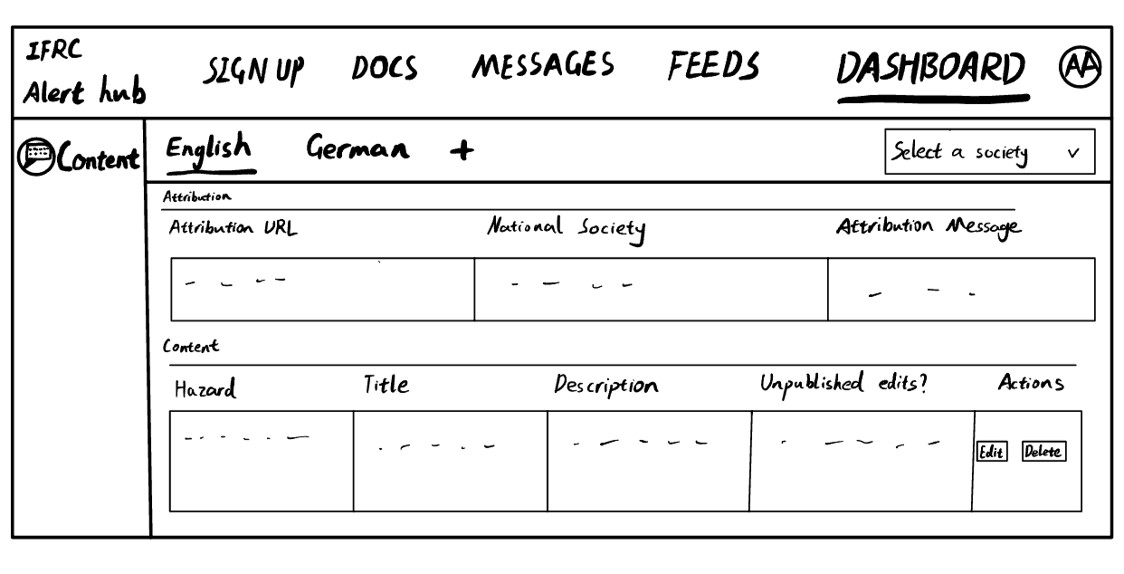 IFRC
Alert hub
SIGN UP DOCS MESSAGES FEEDS DASHBOARD AA
Content
English German + Select a society v
Attribution
Attribution URL National Society Attribution Message
Content
Hazard Title Description Unpublished edits? Actions
Edit Delete